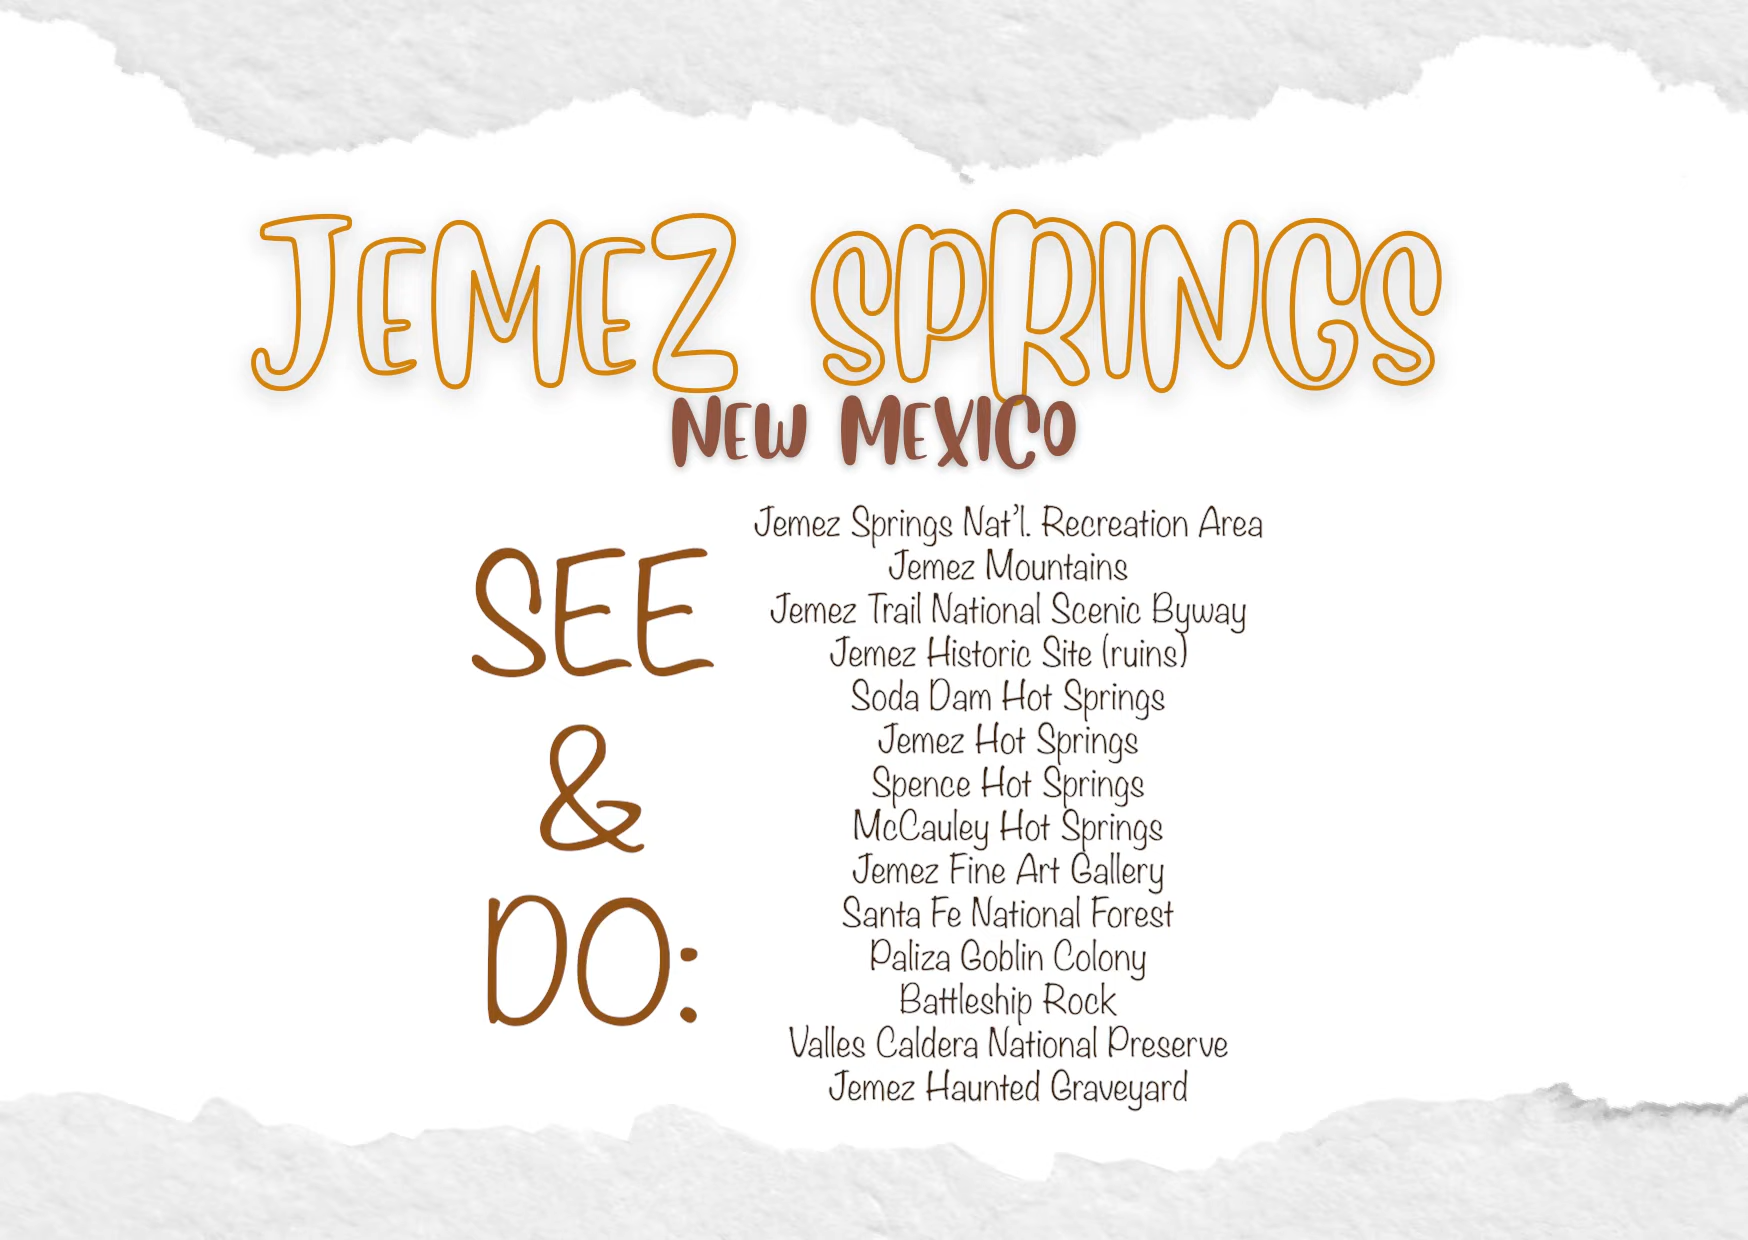 JEMEZ SPRINGS
NEW MEXICO
SEE
&
DO:
Jemez Springs Nat'l. Recreation Area
Jemez Mountains
Jemez Trail National Scenic Byway
Jemez Historic Site (ruins)
Soda Dam Hot Springs
Jemez Hot Springs
Spence Hot Springs
McCauley Hot Springs
Jemez Fine Art Gallery
Santa Fe National Forest
Paliza Goblin Colony
Battleship Rock
Valles Caldera National Preserve
Jemez Haunted Graveyard